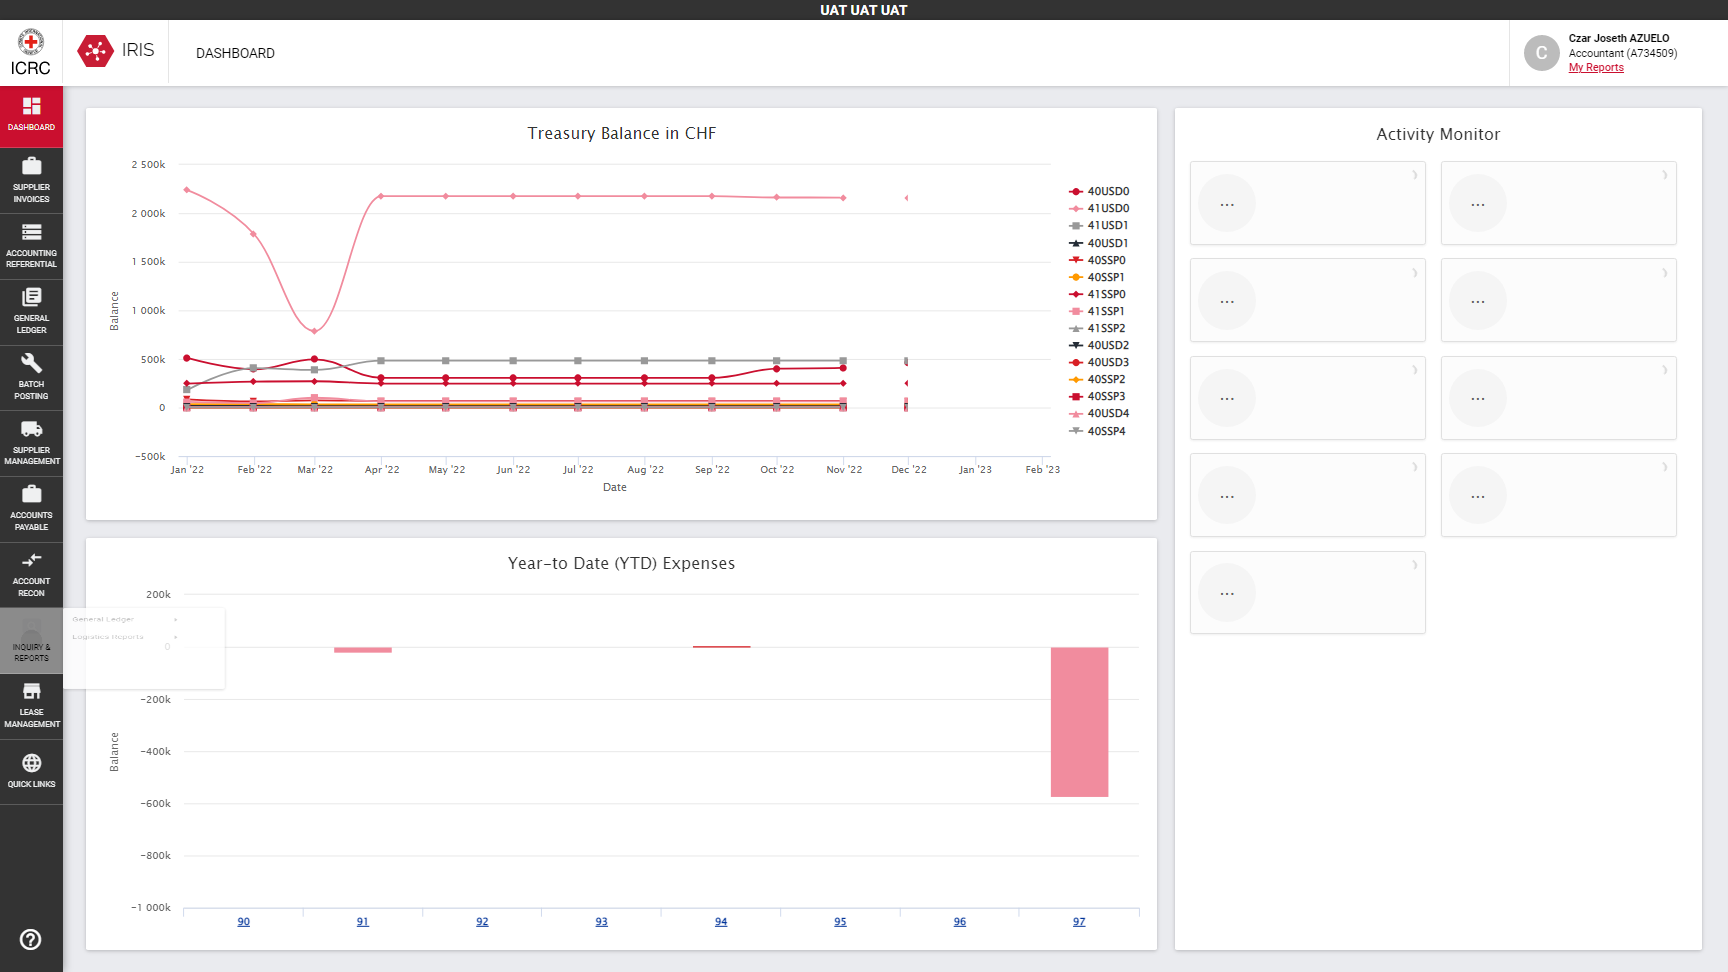 UAT UAT UAT
ICRC
IRIS
DASHBOARD
Czar Joseth AZUELO
Accountant (A734509)
My Reports
C
DASHBOARD
SUPPLIER
INVOICES
ACCOUNTING
REFERENTIAL
GENERAL
LEDGER
BATCH
POSTING
SUPPLIER
MANAGEMENT
ACCOUNTS
PAYABLE
ACCOUNT
RECON
INQUIRY &
REPORTS
General Ledger
Logistics Reports
LEASE
MANAGEMENT
QUICK LINKS
Treasury Balance in CHF
2 500k
2 000k
1 500k
1 000k
500k
0
−500k
Balance
Jan '22
Feb '22
Mar '22
Apr '22
May '22
Jun '22
Jul '22
Aug '22
Sep '22
Oct '22
Nov '22
Dec '22
Jan '23
Feb '23
Date
40USD0
41USD0
41USD1
40USD1
40SSP0
40SSP1
41SSP0
41SSP1
41SSP2
40USD2
40USD3
40SSP2
40SSP3
40USD4
40SSP4
Year-to Date (YTD) Expenses
200k
0
−200k
−400k
−600k
−800k
−1 000k
Balance
90
91
92
93
94
95
96
97
Activity Monitor
...
...
...
...
...
...
...
...
...